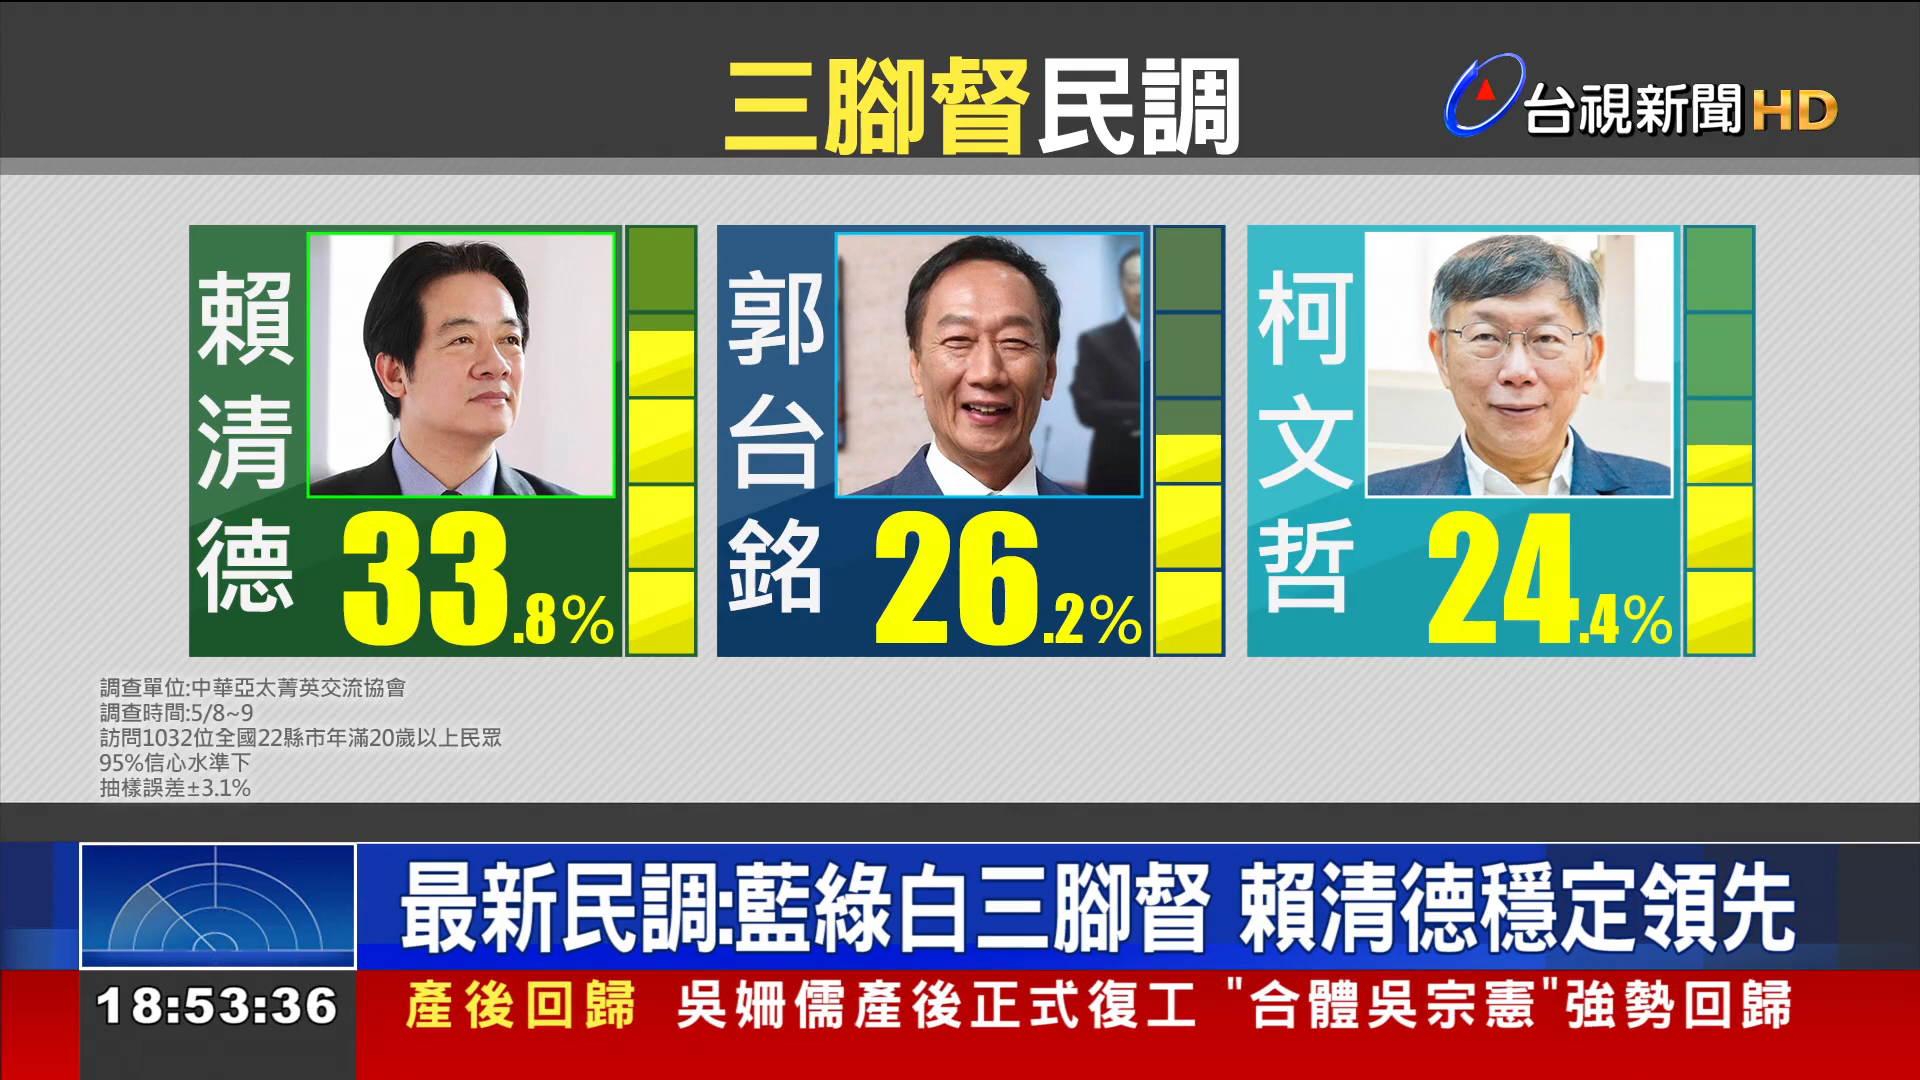 三腳督民調
台視新聞HD
賴清德
33.8%
郭台銘
26.2%
柯文哲
24.4%
調查單位:中華亞太菁英交流協會
調查時間:5/8~9
訪問1032位全國22縣市年滿20歲以上民眾
95%信心水準下
抽樣誤差±3.1%
最新民調:藍綠白三腳督 賴清德穩定領先
18:53:36
產後回歸 吳姍儒產後正式復工 "合體吳宗憲"強勢回歸